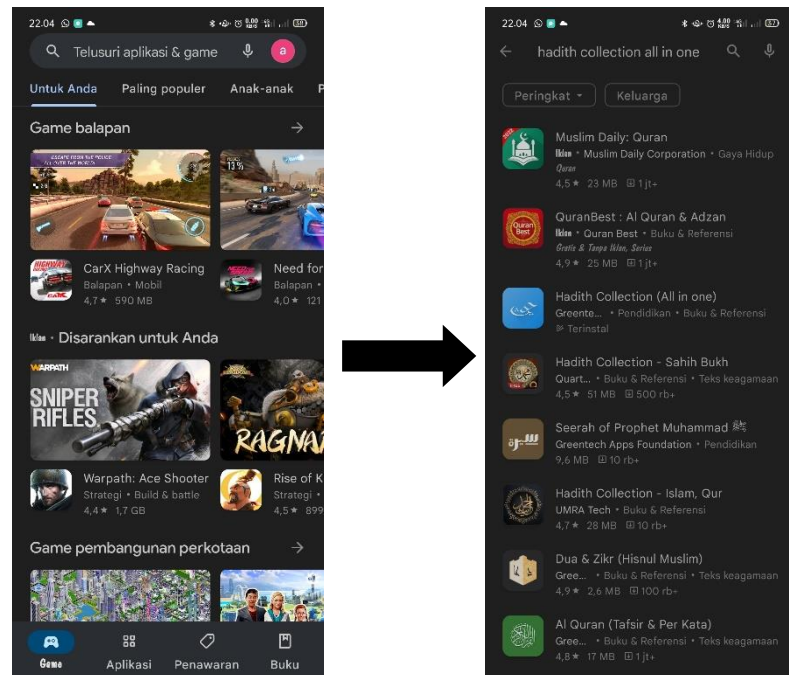 22.04
Telusuri aplikasi & game
a
Untuk Anda Paling populer Anak-anak
Game balapan
CarX Highway Racing
Balapan • Mobil
4,7 ★ 590 MB
Need for
Balapan •
4,0 ★ 121
Iklan • Disarankan untuk Anda
WARPATH
SNIPER
RIFLES
RAGNA
Warpath: Ace Shooter
Strategi • Build & battle
4,4 ★ 1,7 GB
Rise of K
Strategi •
4,5 ★ 899
Game pembangunan perkotaan
Game Aplikasi Penawaran Buku
22.04
hadith collection all in one
Peringkat Keluarga
Muslim Daily: Quran
Iklan • Muslim Daily Corporation • Gaya Hidup
Quran
4,5 ★ 23 MB 1 jt+
Quran
Best
QuranBest : Al Quran & Adzan
Iklan • Quran Best • Buku & Referensi
Gratis & Tanpa Iklan, Serius
4,9 ★ 25 MB 1 jt+
Hadith Collection (All in one)
Greente... • Pendidikan • Buku & Referensi
Terinstal
Hadith Collection - Sahih Bukh
Quart... • Buku & Referensi • Teks keagamaan
4,5 ★ 51 MB 500 rb+
سيرة
Seerah of Prophet Muhammad ﷺ
Greentech Apps Foundation • Pendidikan
9,6 MB 10 rb+
Hadith Collection - Islam, Qur
UMRA Tech • Buku & Referensi
4,7 ★ 28 MB 10 rb+
Dua & Zikr (Hisnul Muslim)
Gree... • Buku & Referensi • Teks keagamaan
4,9 ★ 2,6 MB 100 rb+
Al Quran (Tafsir & Per Kata)
Gree... • Buku & Referensi • Teks keagamaan
4,8 ★ 17 MB 1 jt+